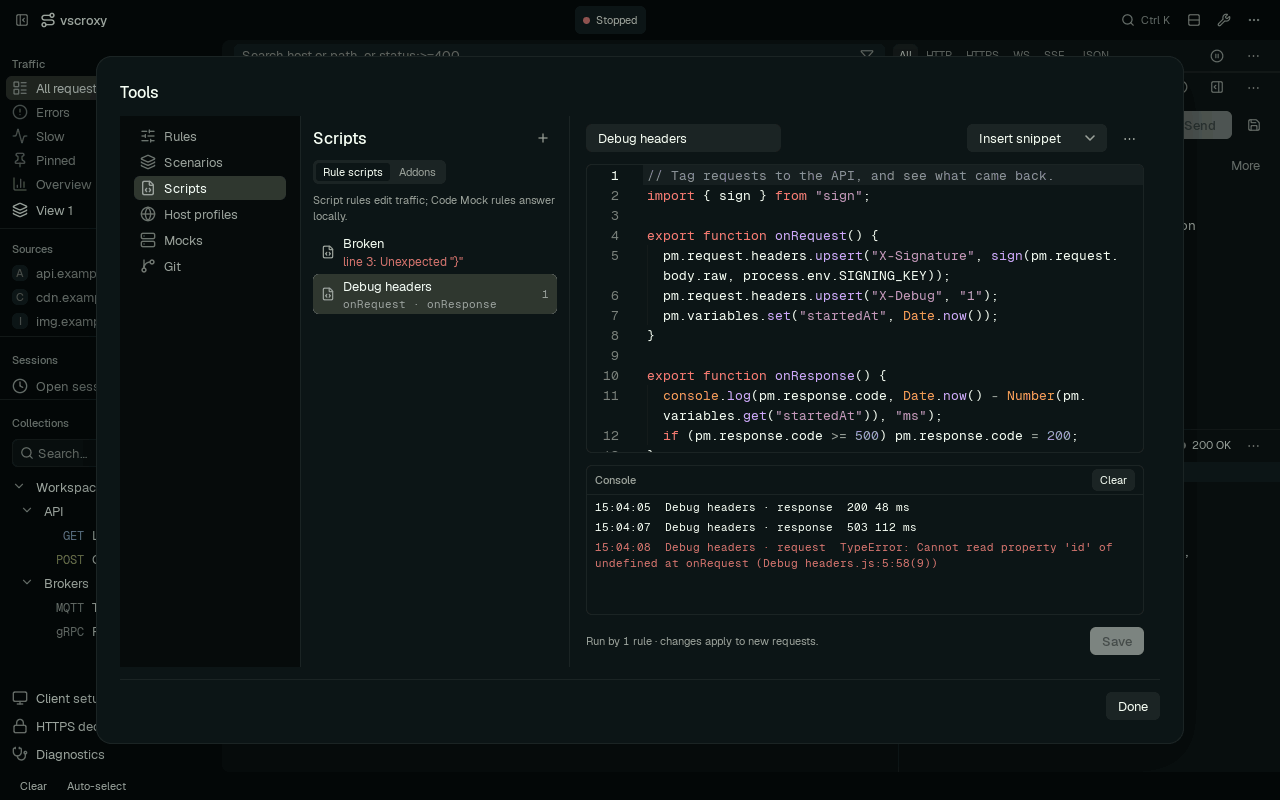 vscroxy
Stopped
Ctrl K
Traffic
Search host or path, or status:>=400
All HTTP HTTPS WS SSE JSON
All request
Errors
Slow
Pinned
Overview
View 1
Sources
A api.examp
C cdn.examp
I img.examp
Sessions
Open sess
Collections
Search...
Workspac
API
GET
POST
Brokers
MQTT
gRPC
Client setu
HTTPS dec
Diagnostics
Clear Auto-select
Send
More
on
200 OK
Tools
Rules
Scenarios
Scripts
Host profiles
Mocks
Git
Scripts
Rule scripts Addons
Script rules edit traffic; Code Mock rules answer
locally.
Broken
line 3: Unexpected "}"
Debug headers
onRequest · onResponse
1
Debug headers
Insert snippet
1 // Tag requests to the API, and see what came back.
2 import { sign } from "sign";
3
4 export function onRequest() {
5 pm.request.headers.upsert("X-Signature", sign(pm.request.
body.raw, process.env.SIGNING_KEY));
6 pm.request.headers.upsert("X-Debug", "1");
7 pm.variables.set("startedAt", Date.now());
8 }
9
10 export function onResponse() {
11 console.log(pm.response.code, Date.now() - Number(pm.
variables.get("startedAt")), "ms");
12 if (pm.response.code >= 500) pm.response.code = 200;
Console
Clear
15:04:05 Debug headers · response 200 48 ms
15:04:07 Debug headers · response 503 112 ms
15:04:08 Debug headers · request TypeError: Cannot read property 'id' of
undefined at onRequest (Debug headers.js:5:58(9))
Run by 1 rule · changes apply to new requests.
Save
Done